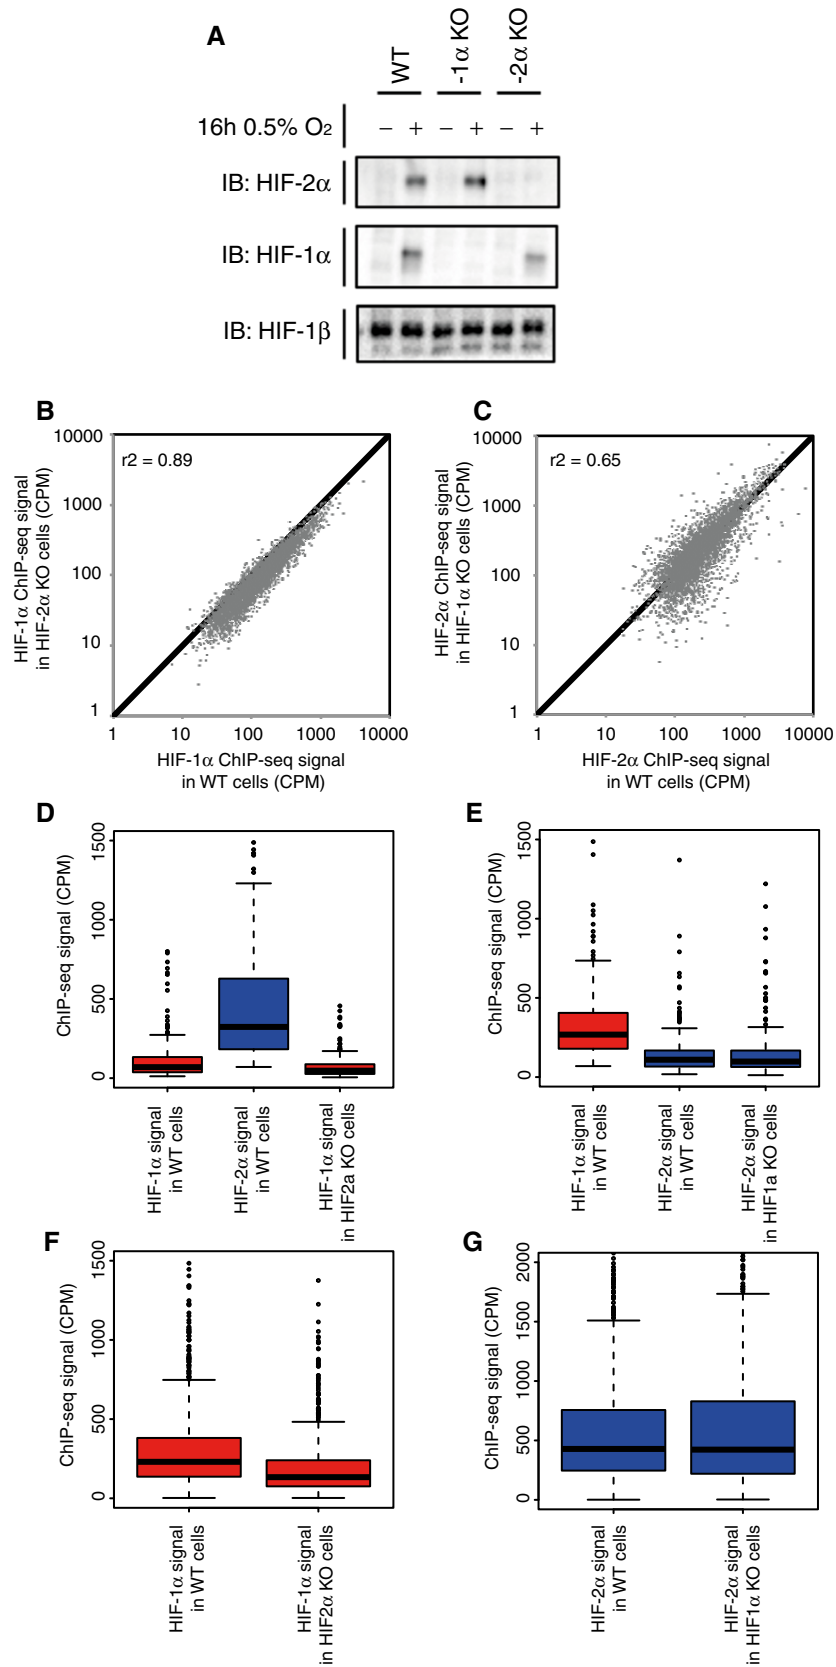 A
WT
-1α KO
-2α KO
16h 0.5% O2
− + − + − +
IB: HIF-2α
IB: HIF-1α
IB: HIF-1β
B
r2 = 0.89
10000
1000
100
10
1
HIF-1α ChIP-seq signal
in HIF-2α KO cells (CPM)
1 10 100 1000 10000
HIF-1α ChIP-seq signal
in WT cells (CPM)
C
r2 = 0.65
10000
1000
100
10
1
HIF-2α ChIP-seq signal
in HIF-1α KO cells (CPM)
1 10 100 1000 10000
HIF-2α ChIP-seq signal
in WT cells (CPM)
D
ChIP-seq signal (CPM)
1500
1000
500
0
HIF-1α signal
in WT cells
HIF-2α signal
in WT cells
HIF-1α signal
in HIF2a KO cells
E
ChIP-seq signal (CPM)
1500
1000
500
0
HIF-1α signal
in WT cells
HIF-2α signal
in WT cells
HIF-2α signal
in HIF1a KO cells
F
ChIP-seq signal (CPM)
1500
1000
500
0
HIF-1α signal
in WT cells
HIF-1α signal
in HIF2α KO cells
G
ChIP-seq signal (CPM)
2000
1500
1000
500
0
HIF-2α signal
in WT cells
HIF-2α signal
in HIF1α KO cells